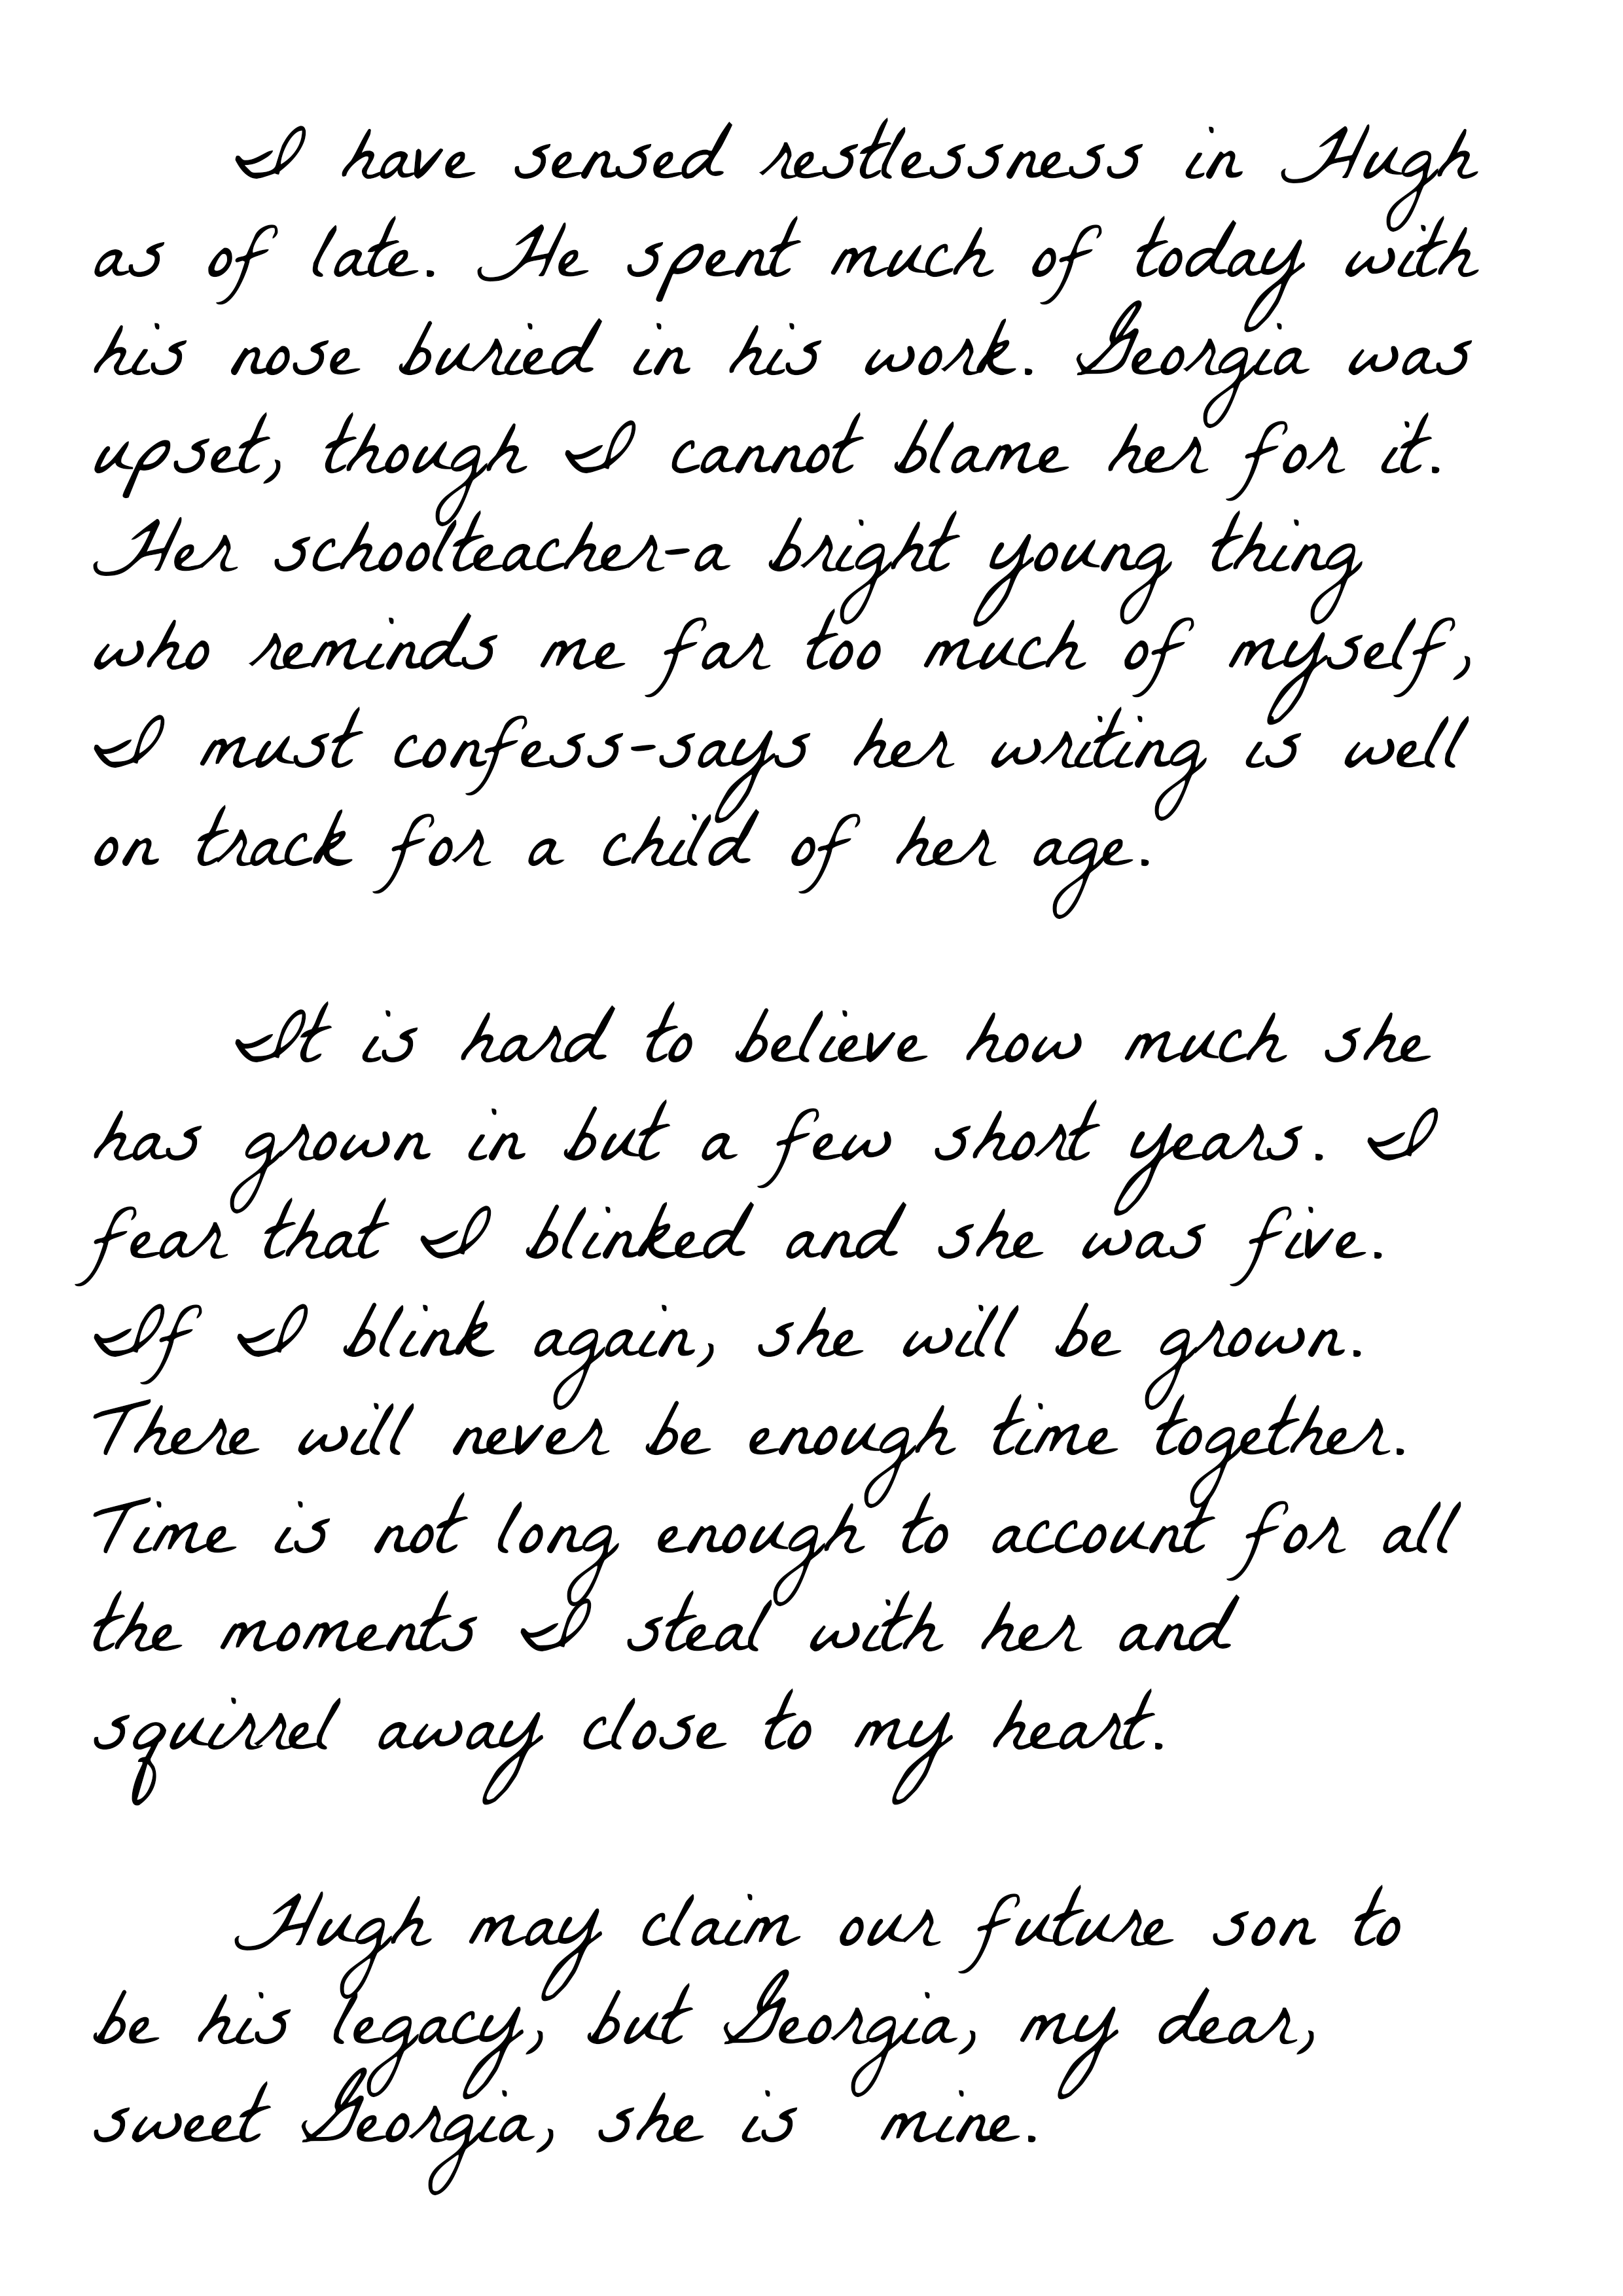 I have sensed restlessness in Hugh
as of late. He spent much of today with
his nose buried in his work. Georgia was
upset, though I cannot blame her for it.
Her schoolteacher-a bright young thing
who reminds me far too much of myself,
I must confess-says her writing is well
on track for a child of her age.
It is hard to believe how much she
has grown in but a few short years. I
fear that I blinked and she was five.
If I blink again, she will be grown.
There will never be enough time together.
Time is not long enough to account for all
the moments I steal with her and
squirrel away close to my heart.
Hugh may claim our future son to
be his legacy, but Georgia, my dear,
sweet Georgia, she is mine.